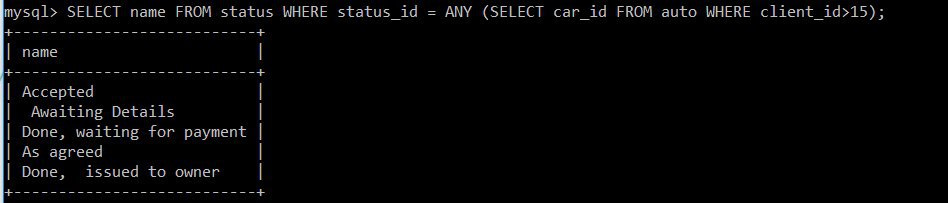 mysql> SELECT name FROM status WHERE status_id = ANY (SELECT car_id FROM auto WHERE client_id>15);
+---------------------------+
| name                      |
+---------------------------+
| Accepted                  |
|  Awaiting Details         |
| Done, waiting for payment |
| As agreed                 |
| Done,  issued to owner    |
+---------------------------+